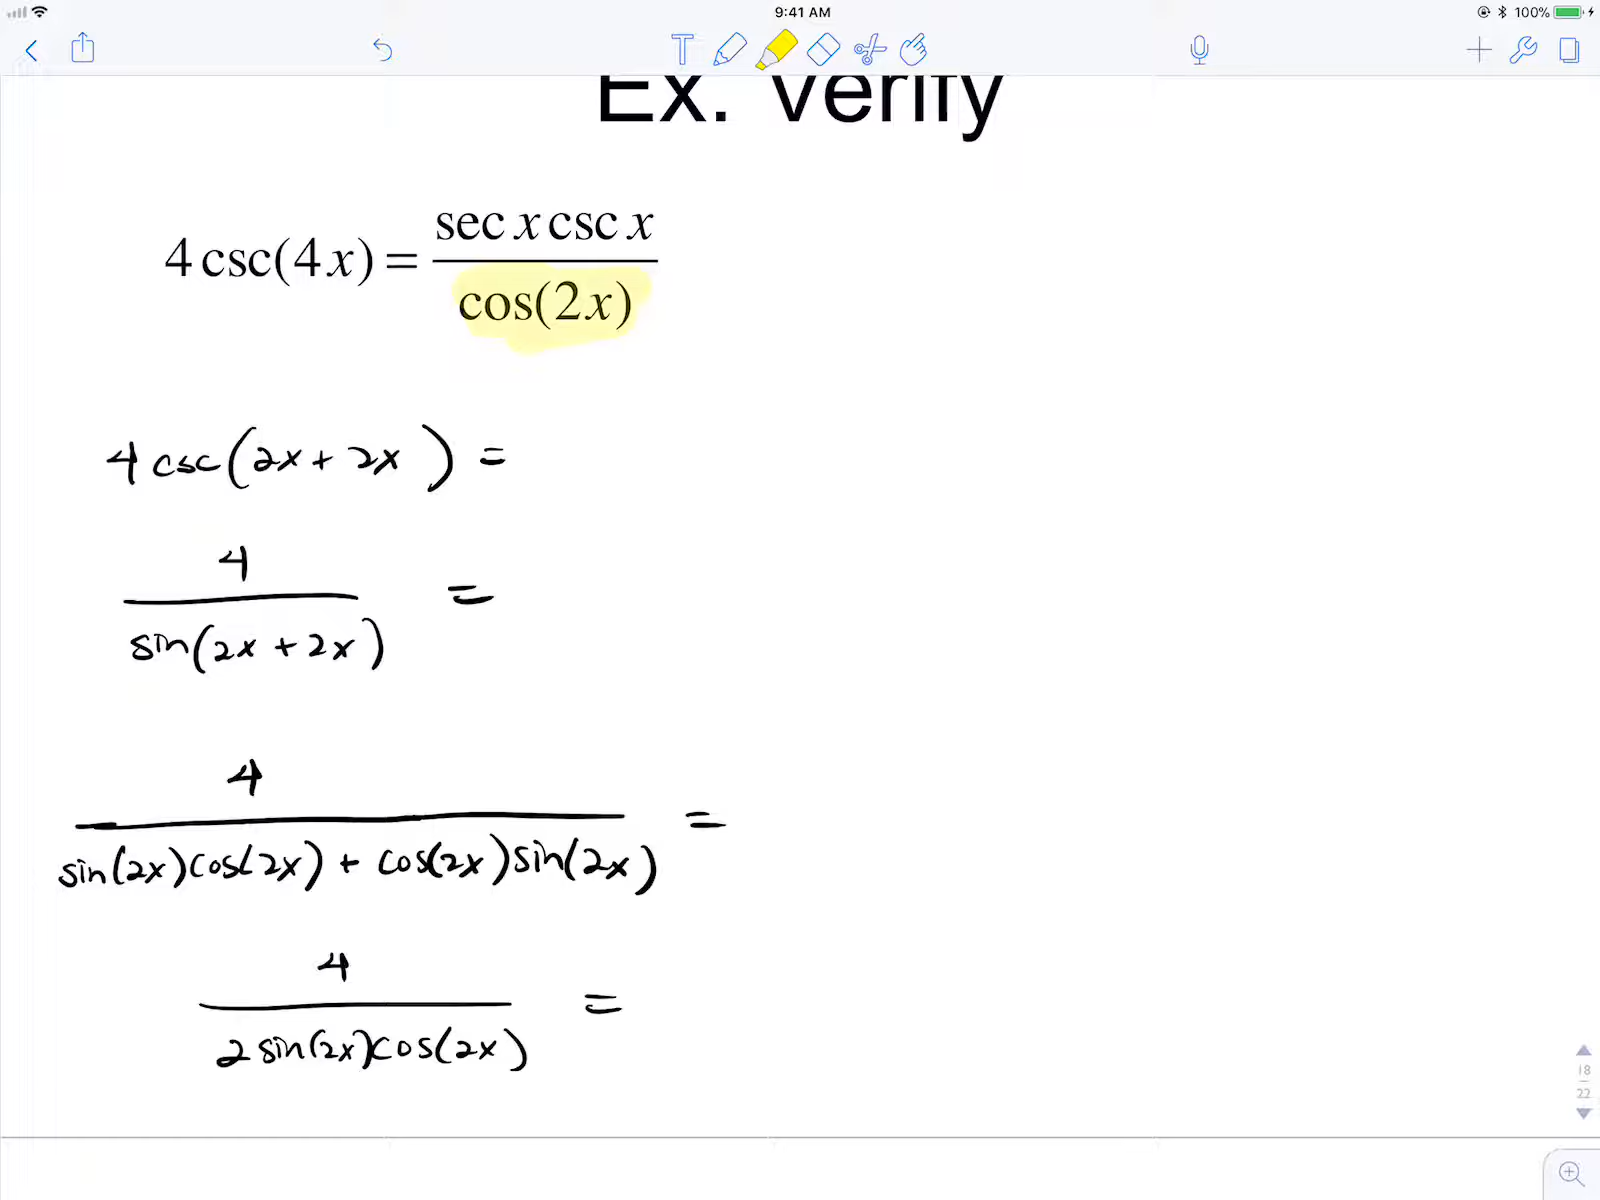 9:41 AM
100%
T
Ex. Verify
4 csc(4x) = sec x csc x / cos(2x)
4 csc(2x + 2x) =
4 / sin(2x + 2x) =
4 / sin(2x)cos(2x) + cos(2x)sin(2x) =
4 / 2 sin(2x)cos(2x) =
18
22